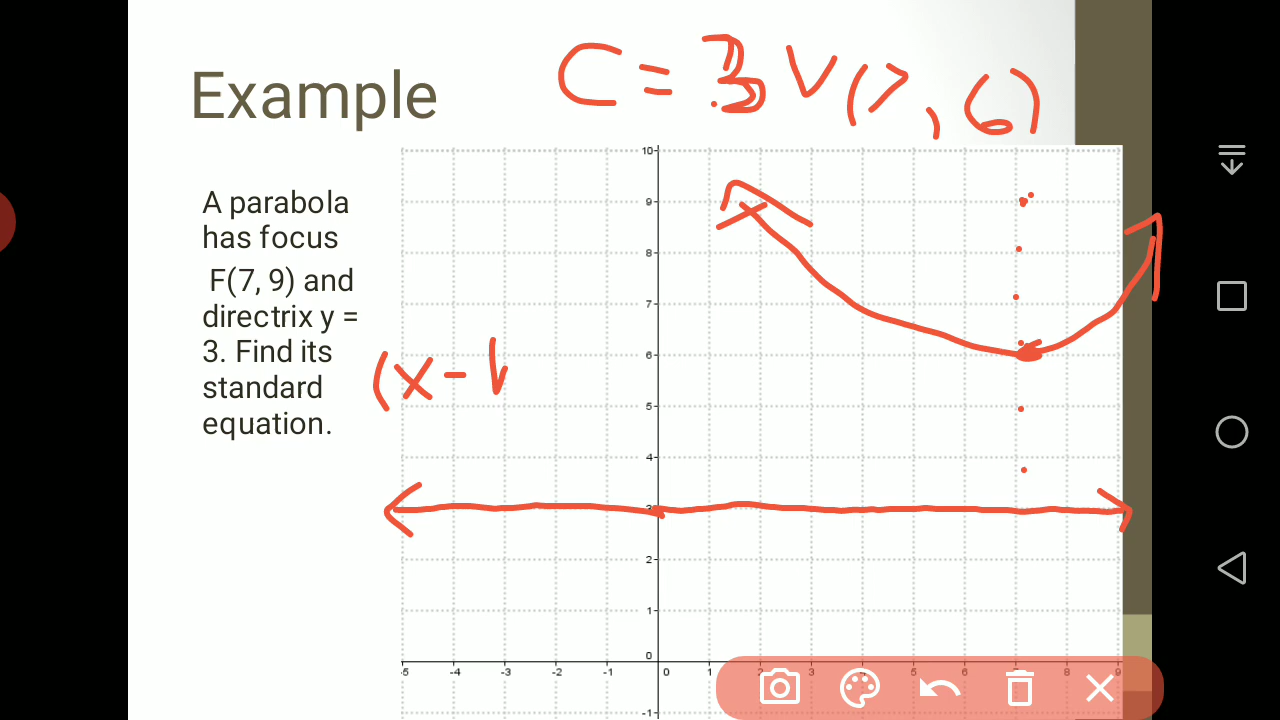 Example
C = 3 V(7, 6)
A parabola
has focus
F(7, 9) and
directrix y =
3. Find its
standard
equation.
(x - h
10
9
8
7
6
5
4
3
2
1
0
-5 -4 -3 -2 -1 0 1 2 3 4 5 6 7 8 9
-1